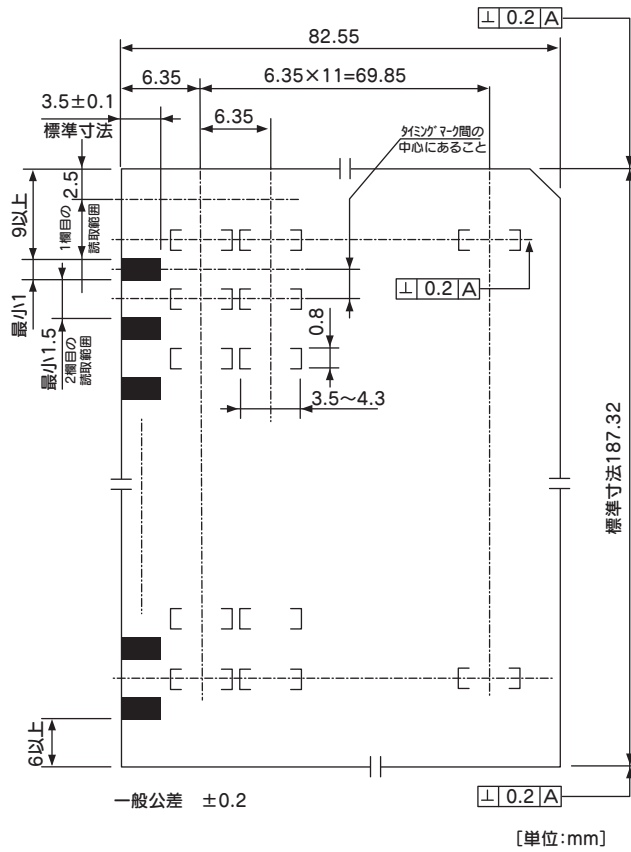 ⊥ 0.2 A
82.55
6.35
6.35×11=69.85
3.5±0.1
標準寸法
6.35
タイミングマーク間の
中心にあること
2.5
9以上
1欄目の
読取範囲
⊥ 0.2 A
最小1
最小1.5
2欄目の
読取範囲
0.8
3.5～4.3
標準寸法187.32
6以上
一般公差 ±0.2
⊥ 0.2 A
[単位:mm]